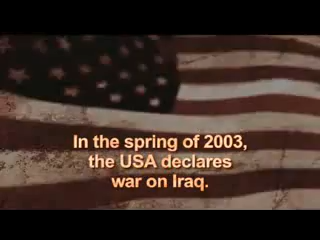 In the spring of 2003,
the USA declares
war on Iraq.